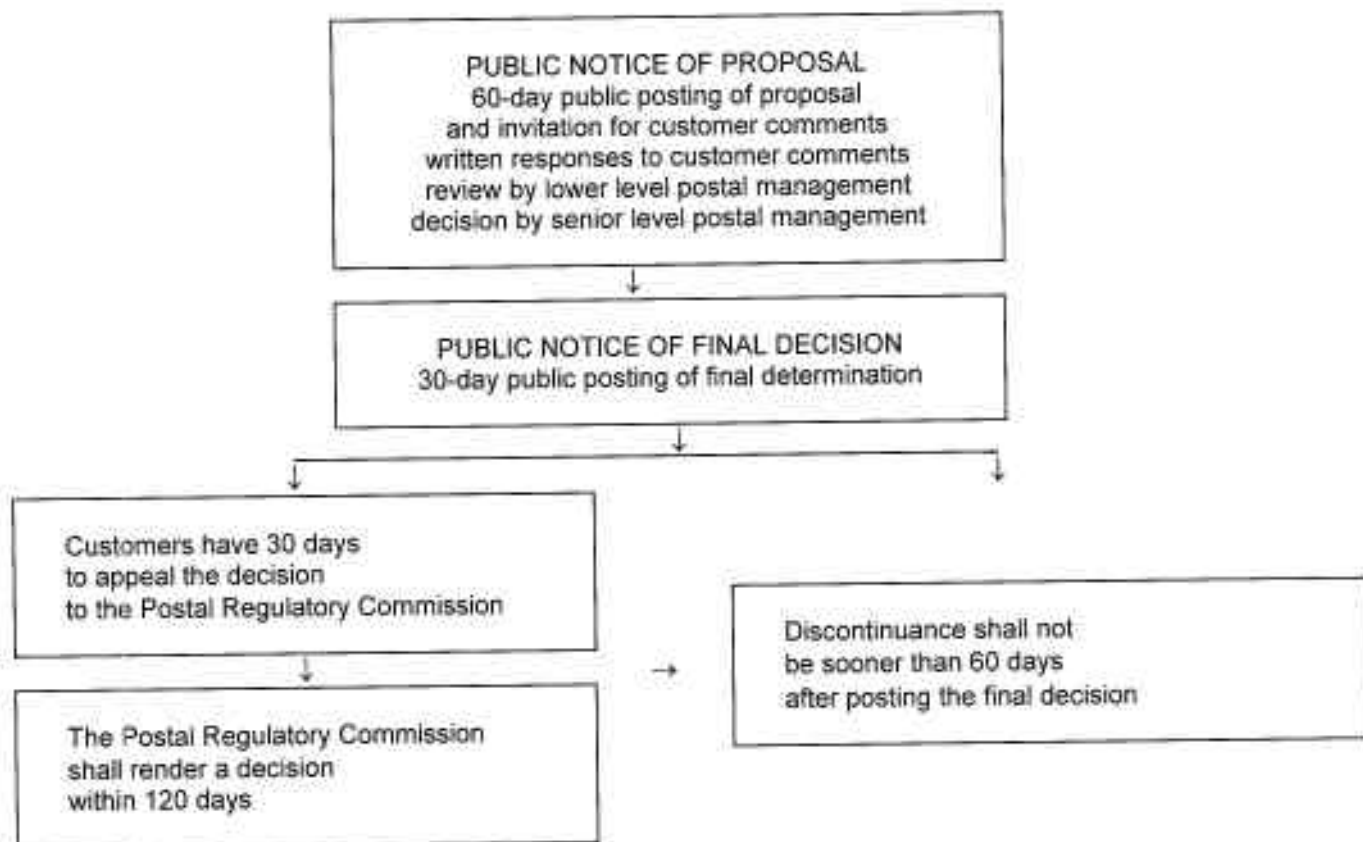 PUBLIC NOTICE OF PROPOSAL
60-day public posting of proposal
and invitation for customer comments
written responses to customer comments
review by lower level postal management
decision by senior level postal management
PUBLIC NOTICE OF FINAL DECISION
30-day public posting of final determination
Customers have 30 days
to appeal the decision
to the Postal Regulatory Commission
The Postal Regulatory Commission
shall render a decision
within 120 days
Discontinuance shall not
be sooner than 60 days
after posting the final decision